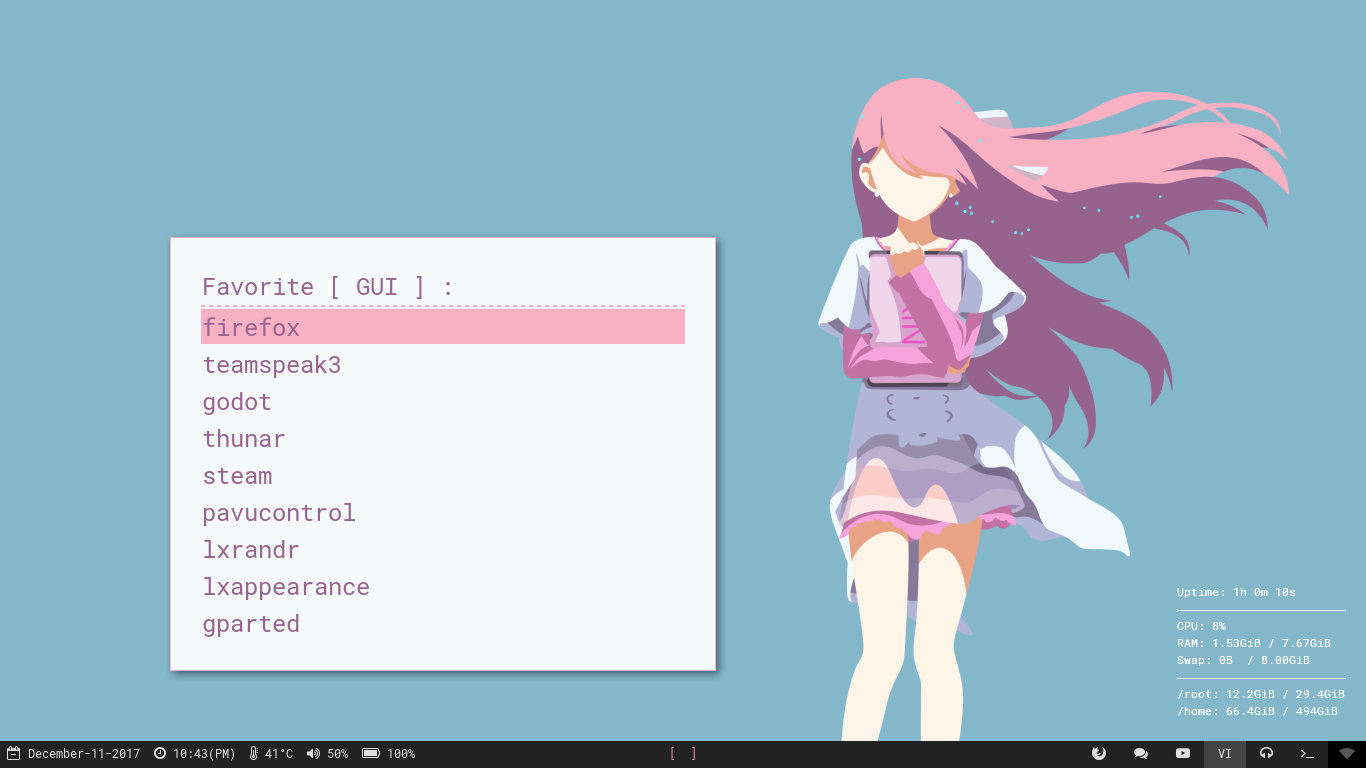 Favorite [ GUI ] :
firefox
teamspeak3
godot
thunar
steam
pavucontrol
lxrandr
lxappearance
gparted
Uptime: 1h 0m 10s
CPU: 8%
RAM: 1.53GiB / 7.67GiB
Swap: 0B  / 8.00GiB
/root: 12.2GiB / 29.4GiB
/home: 66.4GiB / 494GiB
December-11-2017 10:43(PM) 41°C 50% 100% [ ] VI